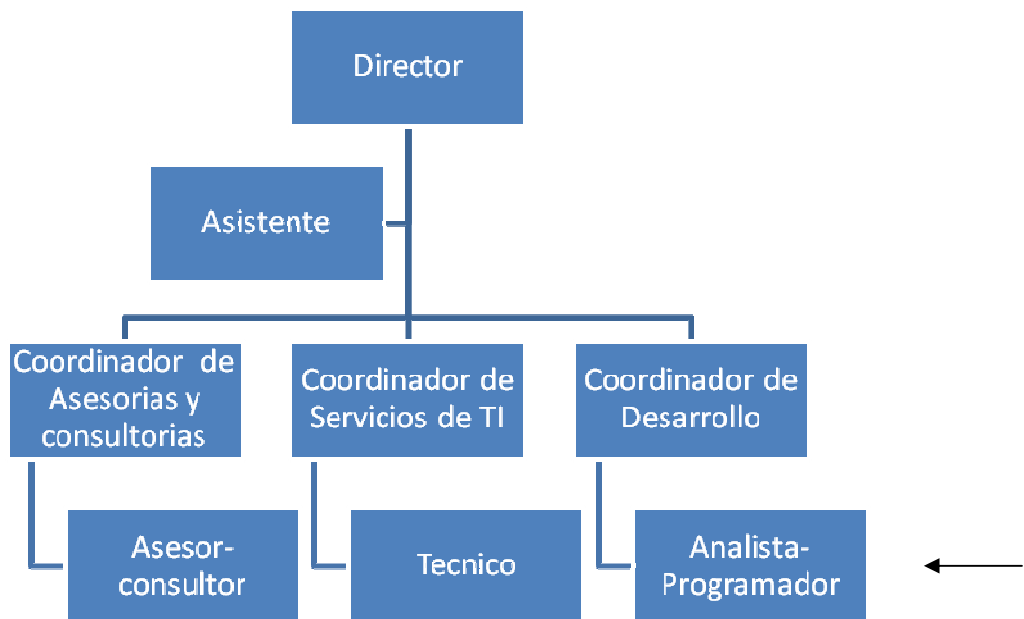 Director
Asistente
Coordinador de
Asesorias y
consultorias
Coordinador de
Servicios de TI
Coordinador de
Desarrollo
Asesor-
consultor
Tecnico
Analista-
Programador